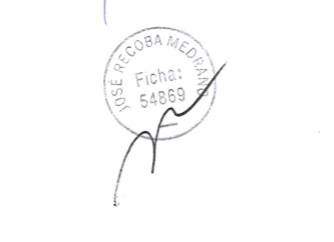 JOSÉ RECOBA MEDRANO
Ficha:
54869